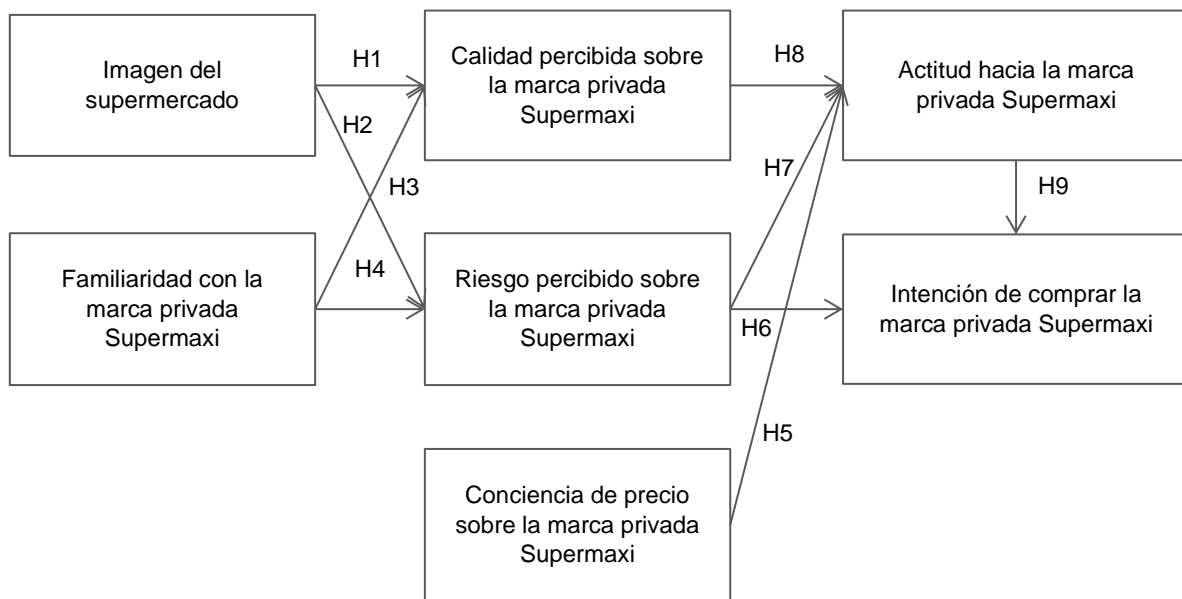 Imagen del
supermercado
H1
Calidad percibida sobre
la marca privada
Supermaxi
H8
Actitud hacia la marca
privada Supermaxi
H2
H3
H7
H9
Familiaridad con la
marca privada
Supermaxi
H4
Riesgo percibido sobre
la marca privada
Supermaxi
H6
Intención de comprar la
marca privada Supermaxi
H5
Conciencia de precio
sobre la marca privada
Supermaxi